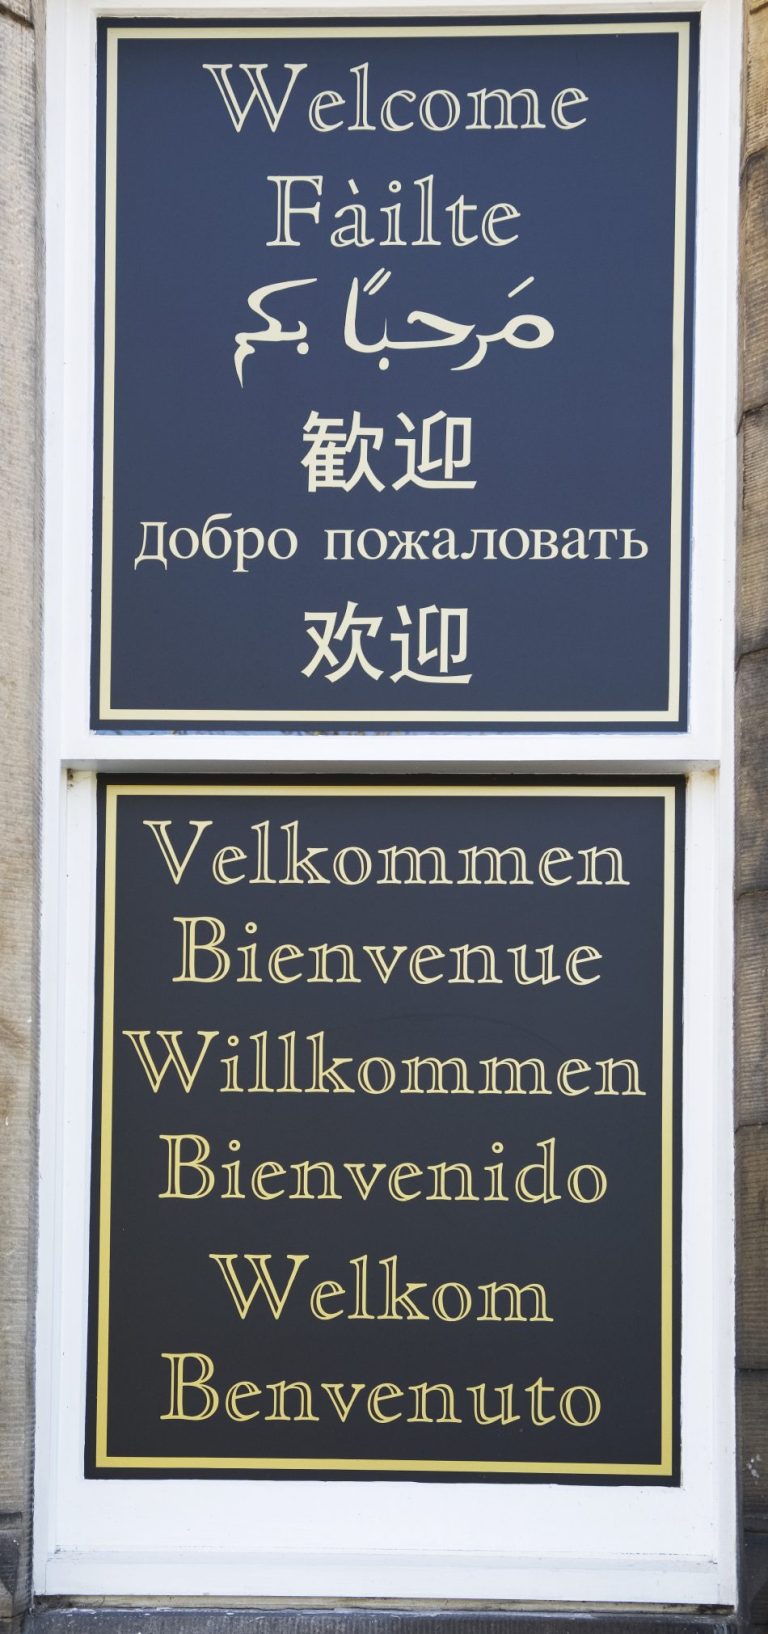 Welcome
Fàilte
مَرحبًا بكم
歡迎
Добро пожаловать
欢迎
Velkommen
Bienvenue
Willkommen
Bienvenido
Welkom
Benvenuto